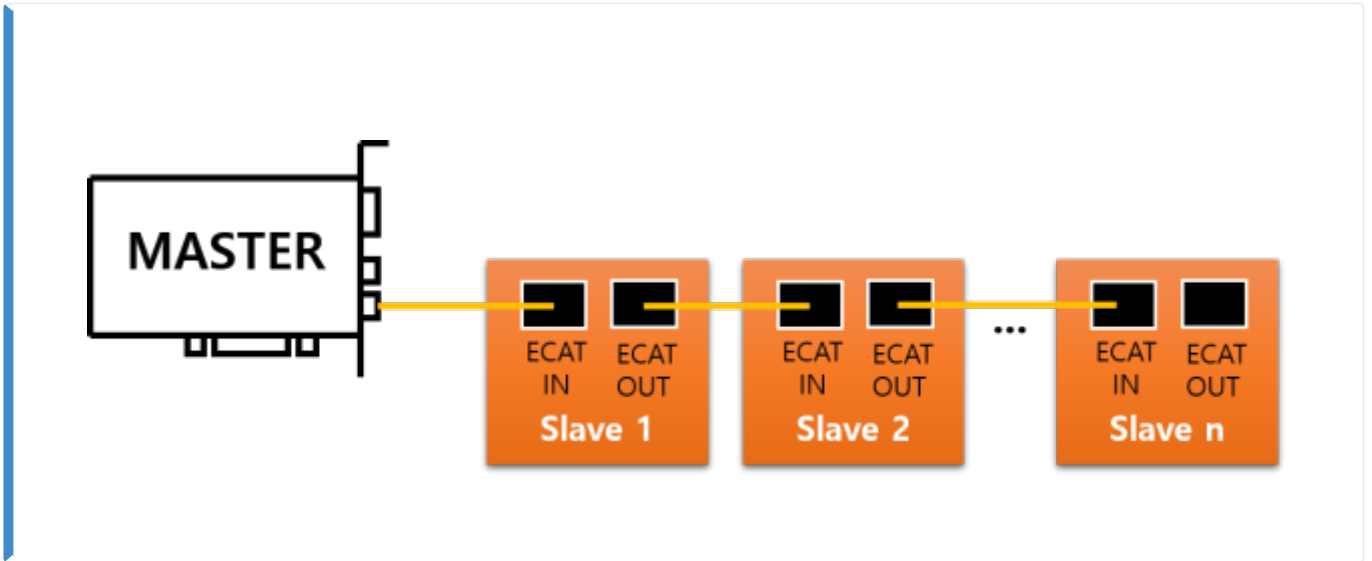 MASTER
ECAT
IN
ECAT
OUT
Slave 1
ECAT
IN
ECAT
OUT
Slave 2
...
ECAT
IN
ECAT
OUT
Slave n